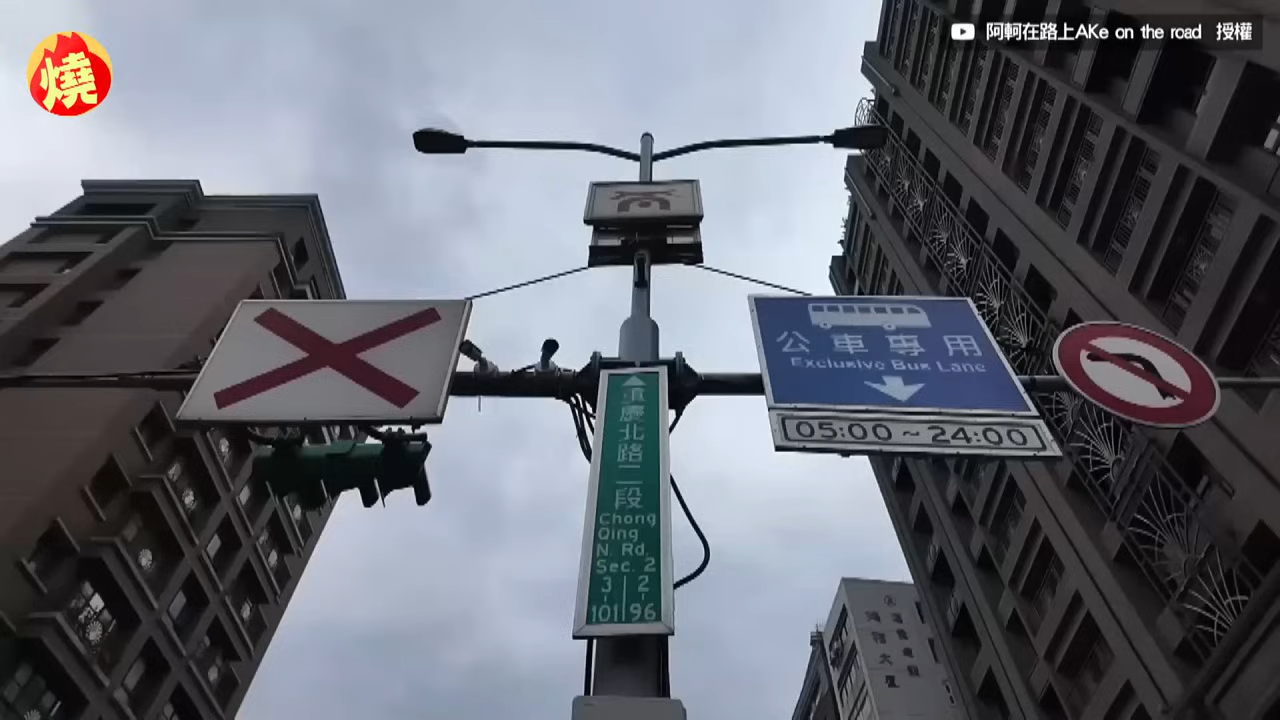 燒
阿軻在路上AKe on the road 授權
公車專用
Exclusive Bus Lane
05:00~24:00
重慶北路二段
Chong
Qing
N. Rd.
Sec. 2
3 2
101 96